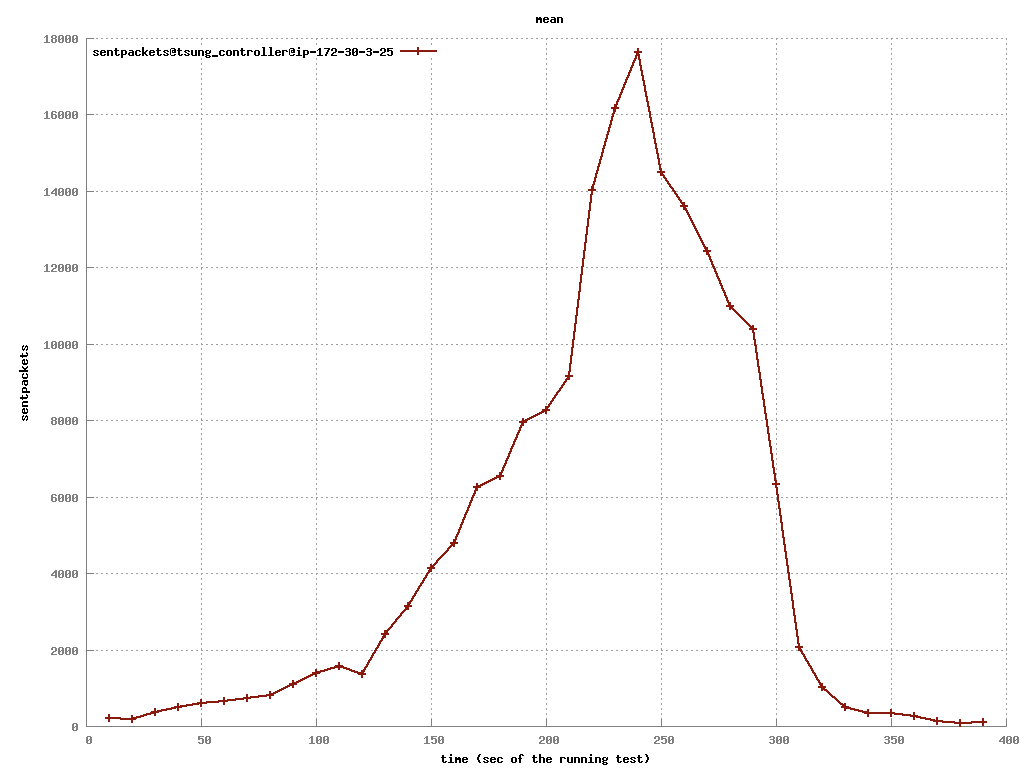 mean
sentpackets@tsung_controller@ip-172-30-3-25
18000
16000
14000
12000
10000
8000
6000
4000
2000
0
sentpackets
0 50 100 150 200 250 300 350 400
time (sec of the running test)